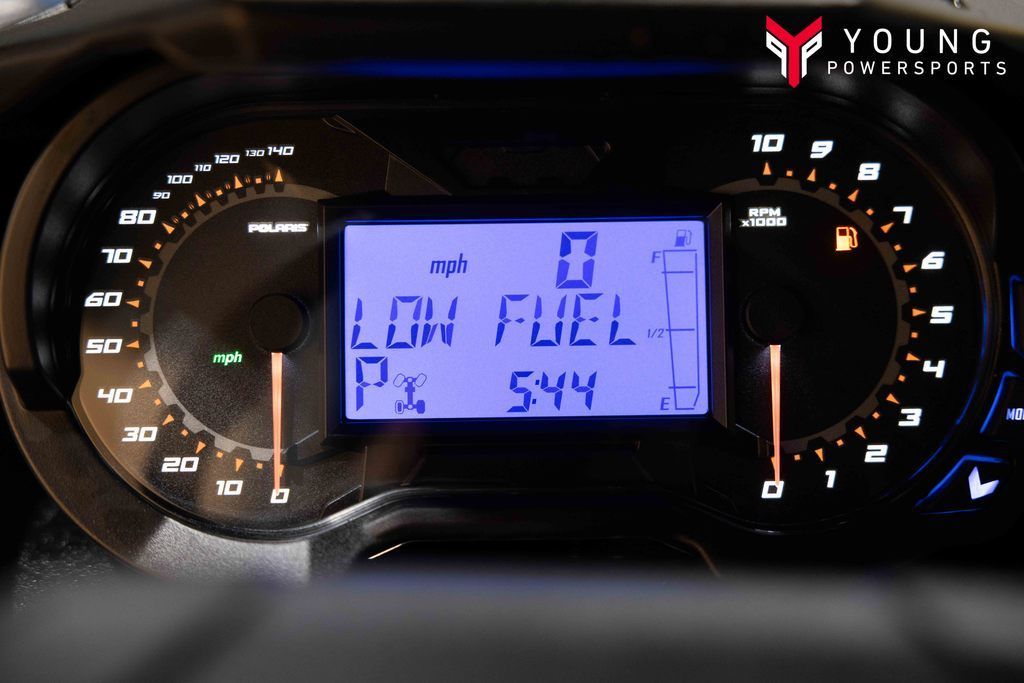 YOUNG
POWERSPORTS
140
130
120
110
100
90
80
70
60
50
40
30
20
10
0
POLARIS
mph
mph 0
LOW FUEL
P 5:44
F
1/2
E
RPM
x1000
10
9
8
7
6
5
4
3
2
1
0